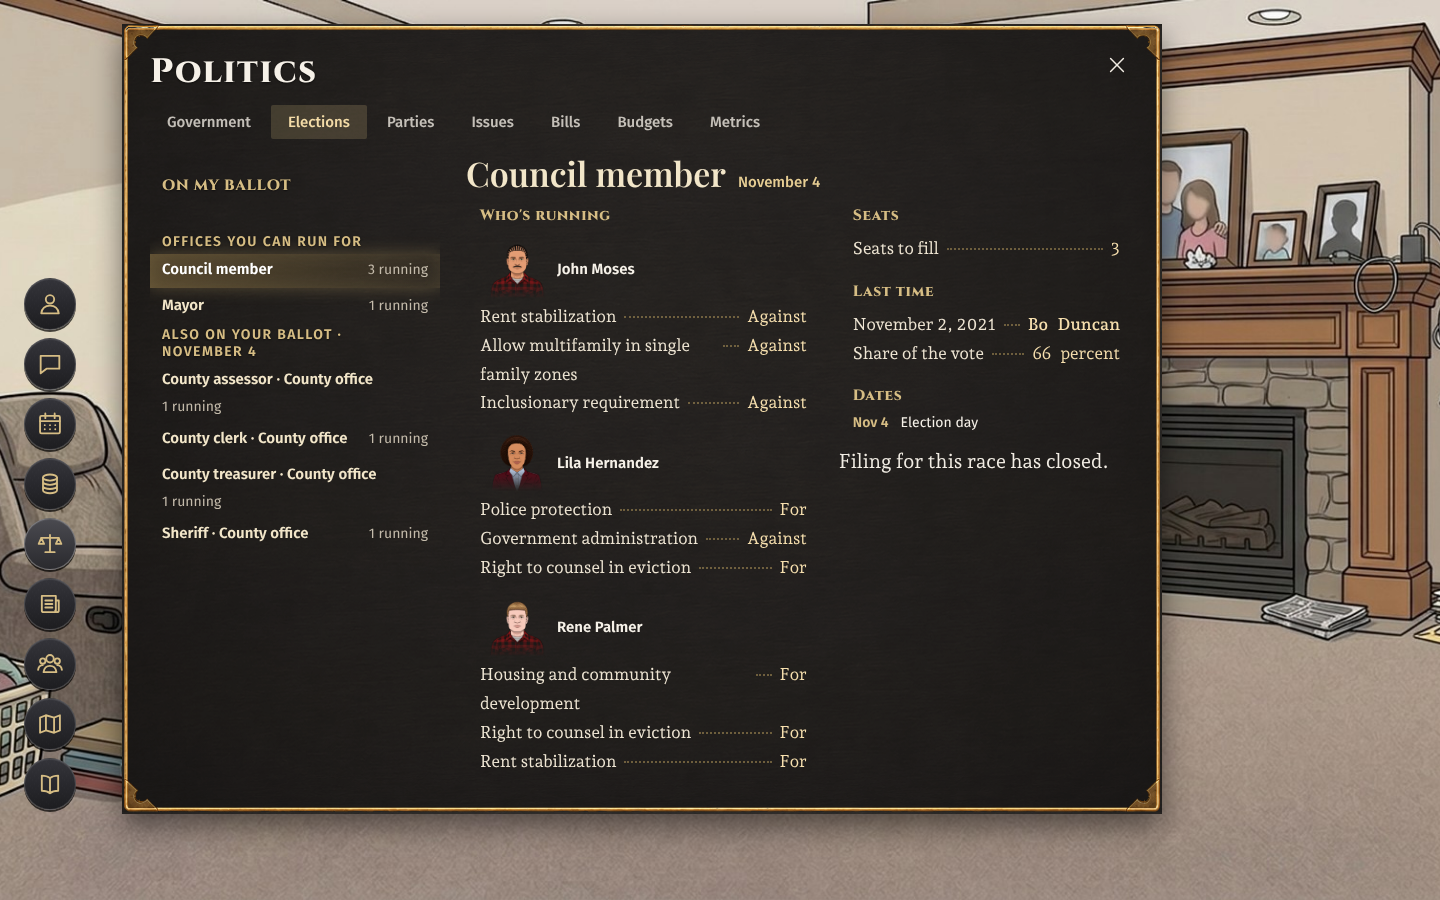 Politics
Government
Elections
Parties
Issues
Bills
Budgets
Metrics
ON MY BALLOT
OFFICES YOU CAN RUN FOR
Council member 3 running
Mayor 1 running
ALSO ON YOUR BALLOT ·
NOVEMBER 4
County assessor · County office
1 running
County clerk · County office 1 running
County treasurer · County office
1 running
Sheriff · County office 1 running
Council member November 4
Who's running
John Moses
Rent stabilization Against
Allow multifamily in single Against
family zones
Inclusionary requirement Against
Lila Hernandez
Police protection For
Government administration Against
Right to counsel in eviction For
Rene Palmer
Housing and community For
development
Right to counsel in eviction For
Rent stabilization For
Seats
Seats to fill 3
Last time
November 2, 2021 Bo Duncan
Share of the vote 66 percent
Dates
Nov 4 Election day
Filing for this race has closed.